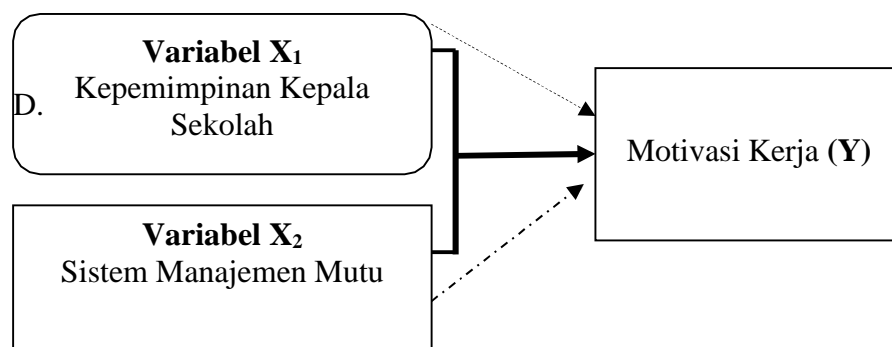 Variabel X₁
D. Kepemimpinan Kepala
Sekolah
Motivasi Kerja (Y)
Variabel X₂
Sistem Manajemen Mutu